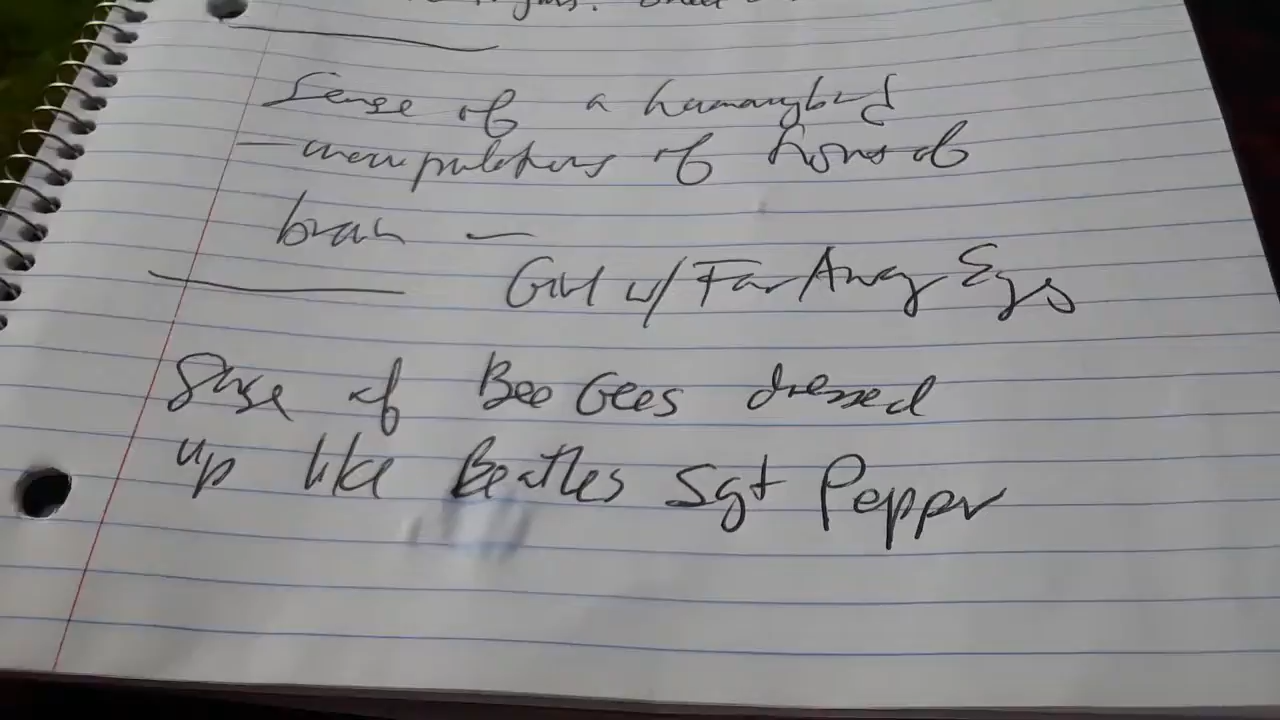 Sense of a hummingbird
— manipulations of
brain —
Girl w/ Far Away Eyes
Sense of Bee Gees dressed
up like Beatles Sgt Pepper